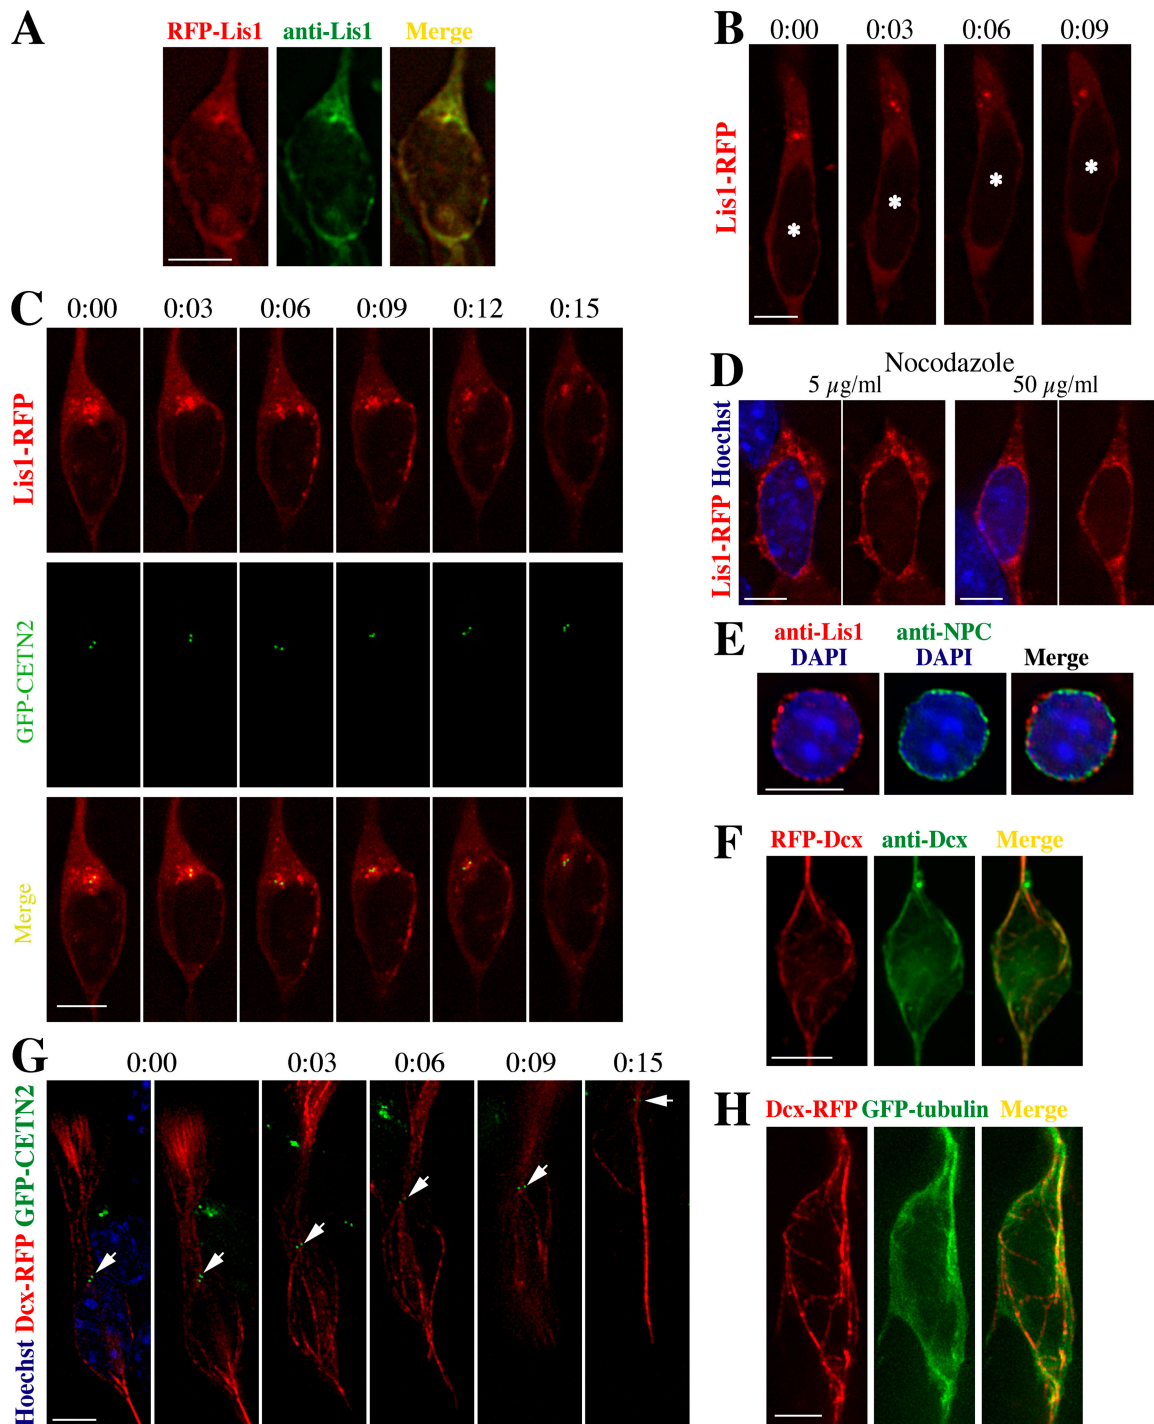 A
RFP-Lis1 anti-Lis1 Merge
B
0:00 0:03 0:06 0:09
Lis1-RFP
* * * *
C
0:00 0:03 0:06 0:09 0:12 0:15
Lis1-RFP
GFP-CETN2
Merge
D
Nocodazole
5 µg/ml 50 µg/ml
Lis1-RFP Hoechst
E
anti-Lis1 anti-NPC
DAPI DAPI Merge
F
RFP-Dcx anti-Dcx Merge
G
0:00 0:03 0:06 0:09 0:15
Hoechst Dcx-RFP GFP-CETN2
H
Dcx-RFP GFP-tubulin Merge